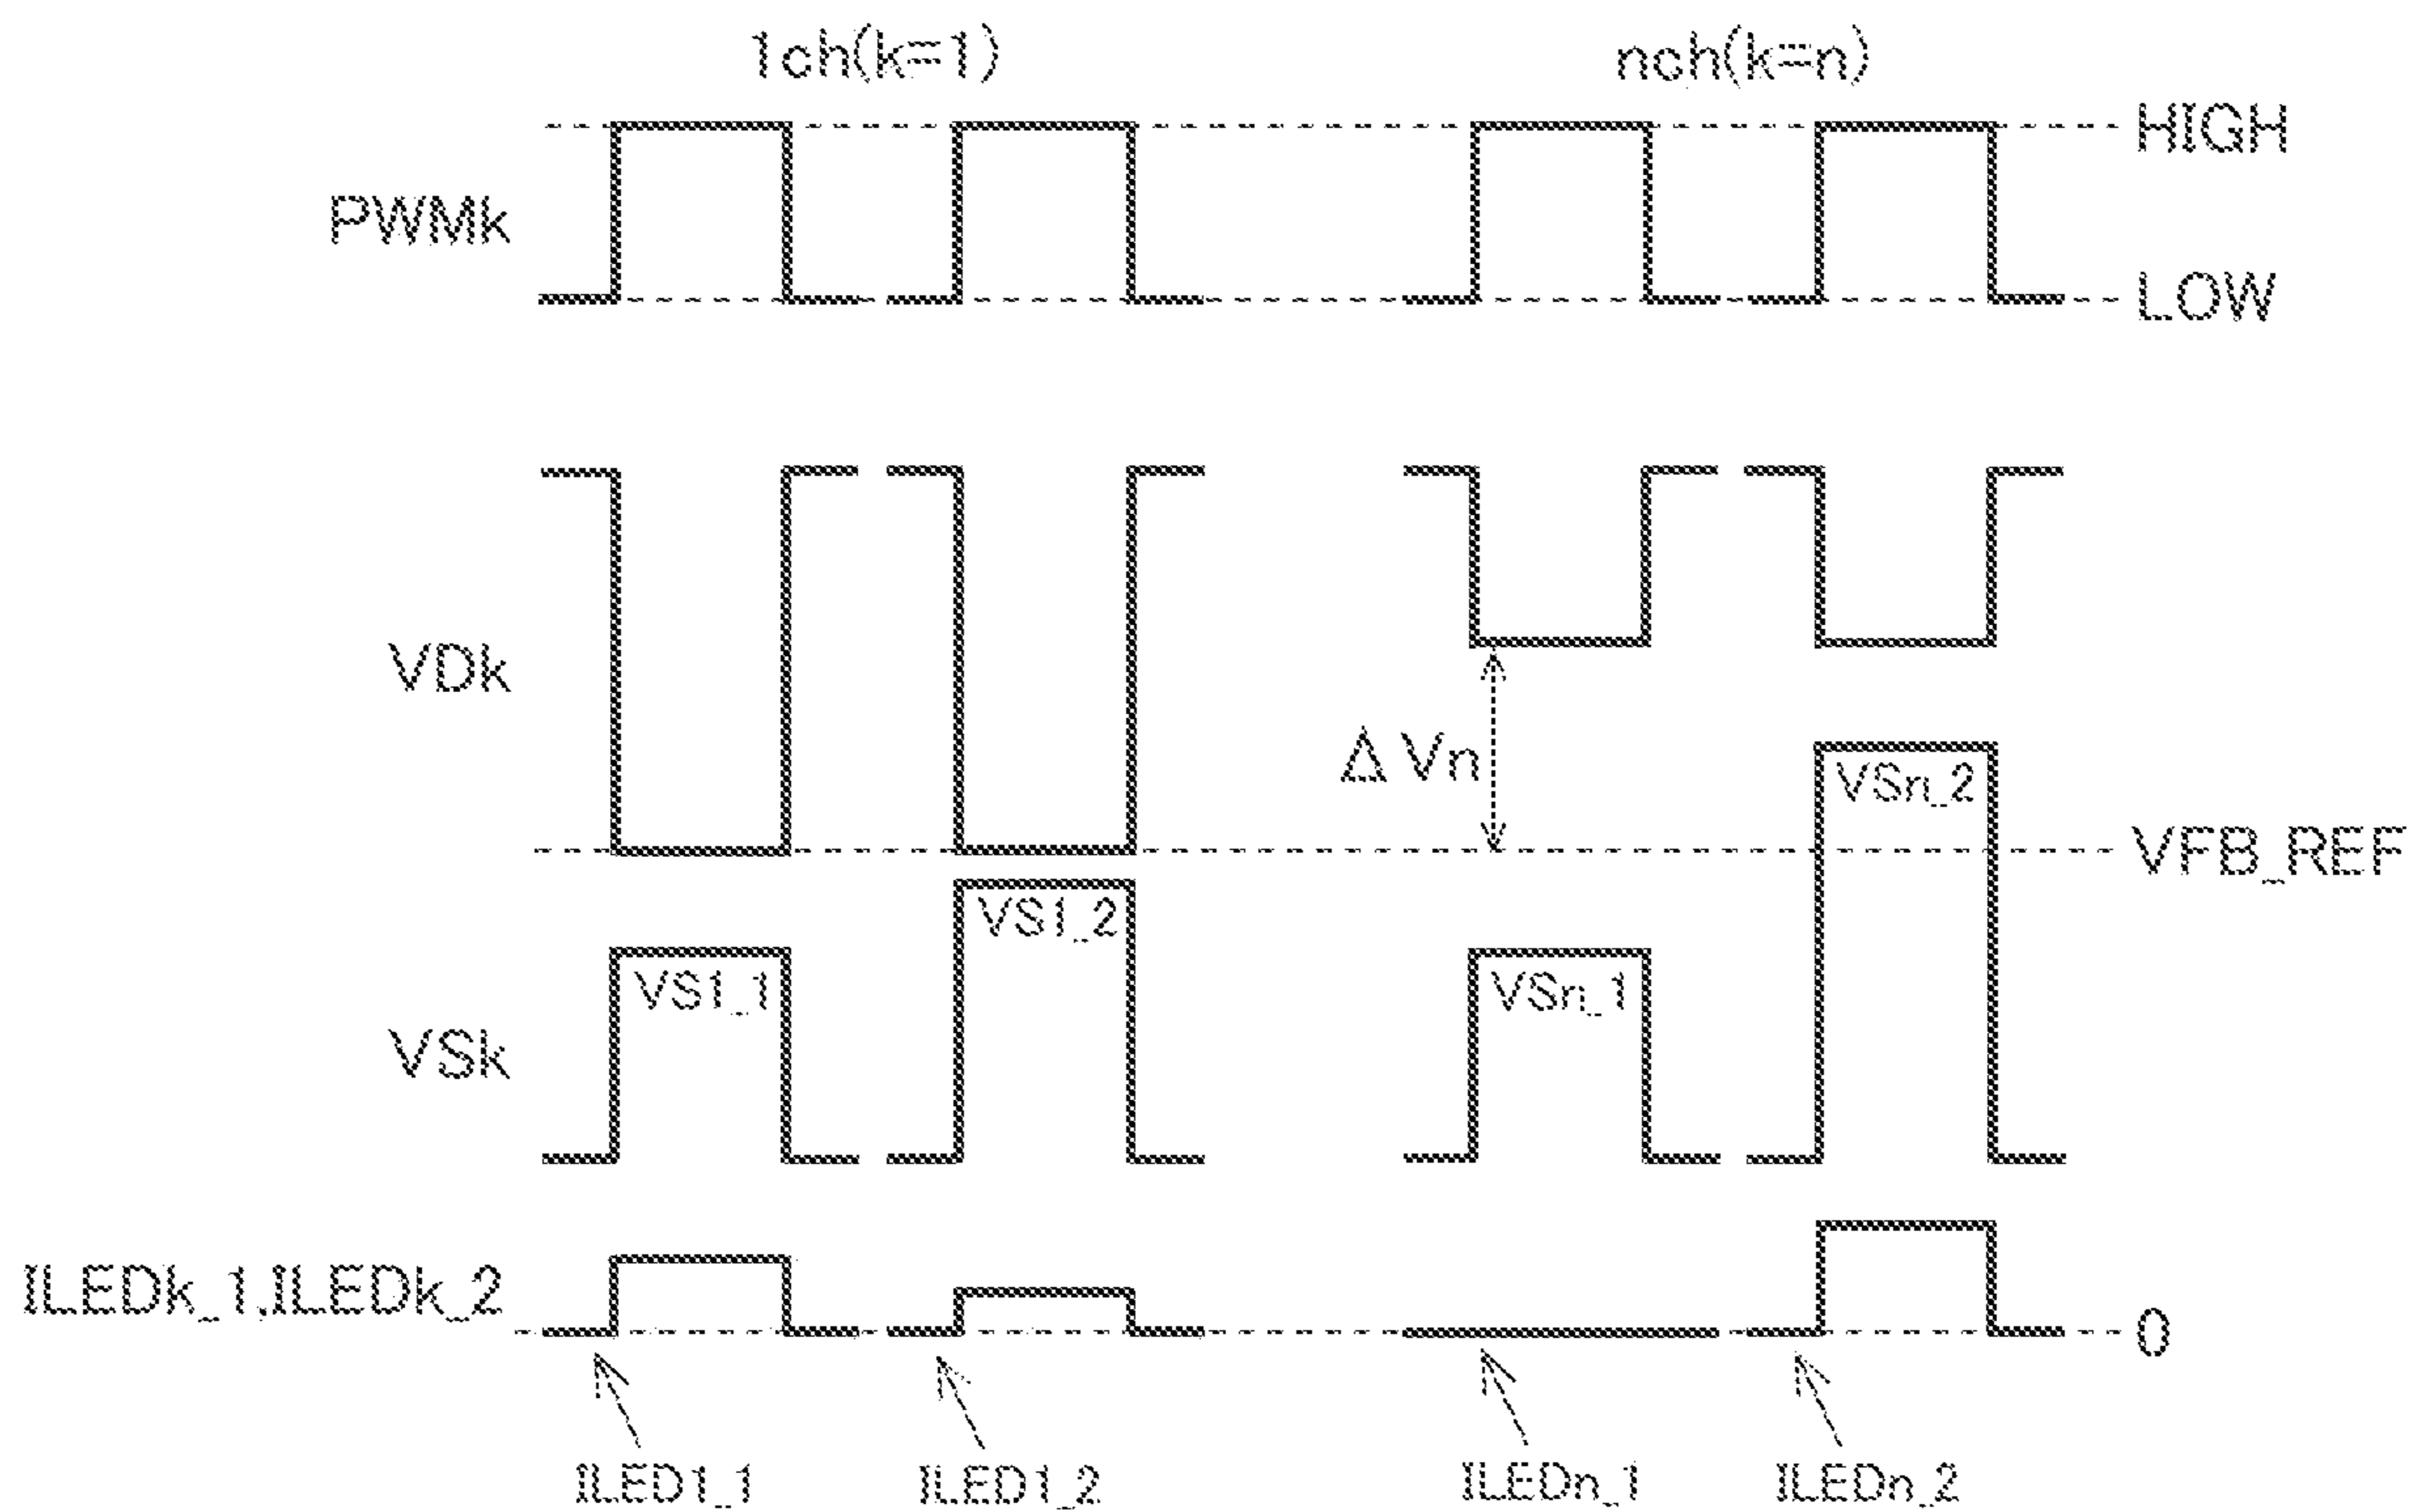 1ch(k=1)
nch(k=n)
HIGH
PWMk
LOW
VDk
ΔVn
VSn_2
VFB_REF
VS1_2
VS1_1
VSn_1
VSk
ILEDk_1,ILEDk_2
0
ILED1_1
ILED1_2
ILEDn_1
ILEDn_2